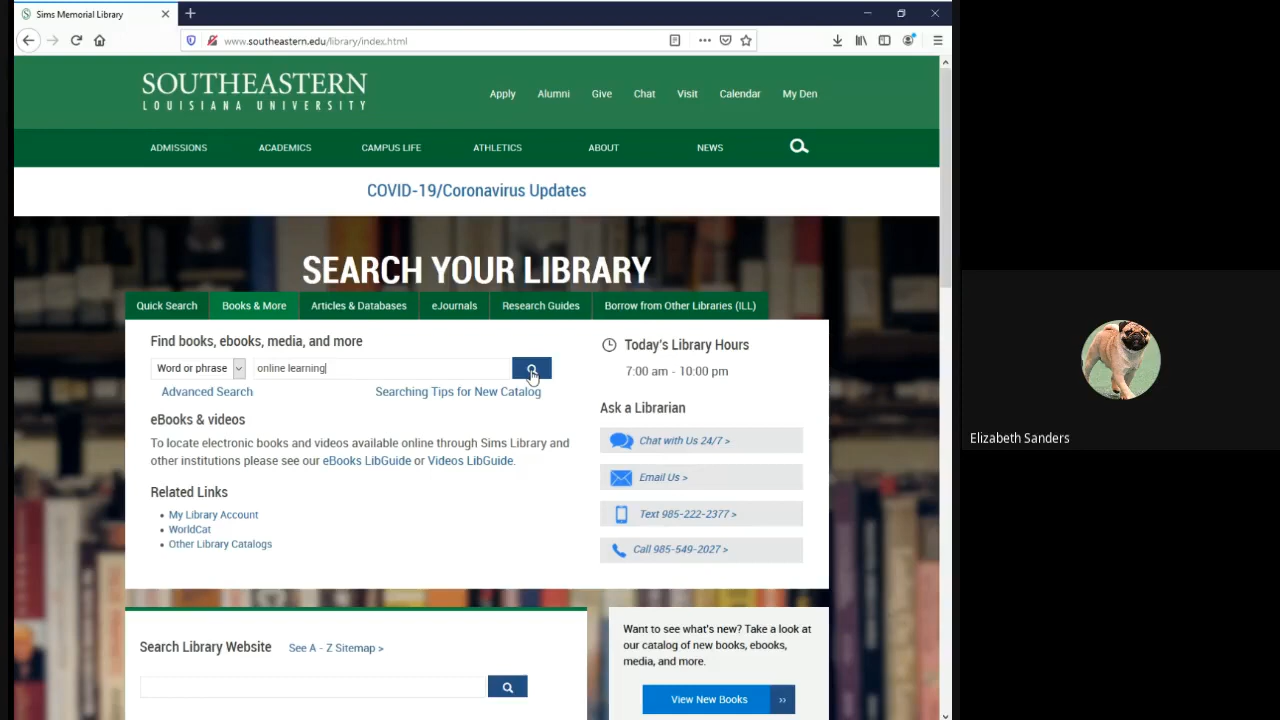 Sims Memorial Library
www.southeastern.edu/library/index.html
SOUTHEASTERN
LOUISIANA UNIVERSITY
Apply
Alumni
Give
Chat
Visit
Calendar
My Den
ADMISSIONS
ACADEMICS
CAMPUS LIFE
ATHLETICS
ABOUT
NEWS
COVID-19/Coronavirus Updates
SEARCH YOUR LIBRARY
Quick Search
Books & More
Articles & Databases
eJournals
Research Guides
Borrow from Other Libraries (ILL)
Find books, ebooks, media, and more
Word or phrase
online learning
Advanced Search
Searching Tips for New Catalog
eBooks & videos
To locate electronic books and videos available online through Sims Library and
other institutions please see our eBooks LibGuide or Videos LibGuide.
Related Links
• My Library Account
• WorldCat
• Other Library Catalogs
Today's Library Hours
7:00 am - 10:00 pm
Ask a Librarian
Chat with Us 24/7 >
Email Us >
Text 985-222-2377 >
Call 985-549-2027 >
Search Library Website
See A - Z Sitemap >
Want to see what's new? Take a look at
our catalog of new books, ebooks,
media, and more.
View New Books
Elizabeth Sanders